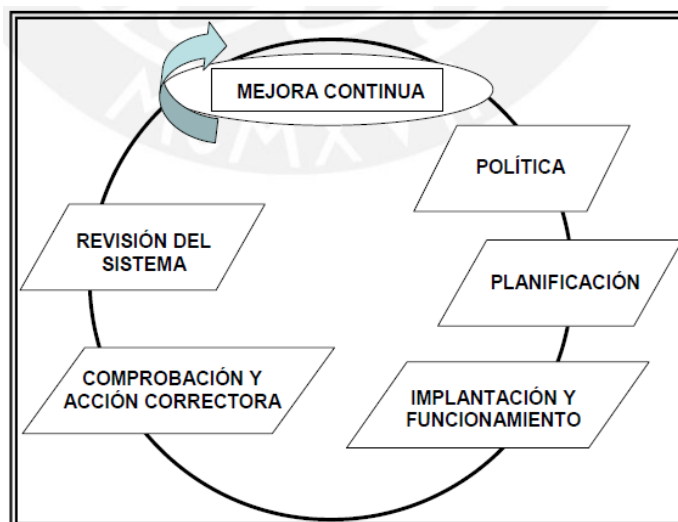 MEJORA CONTINUA
POLÍTICA
PLANIFICACIÓN
IMPLANTACIÓN Y
FUNCIONAMIENTO
COMPROBACIÓN Y
ACCIÓN CORRECTORA
REVISIÓN DEL
SISTEMA